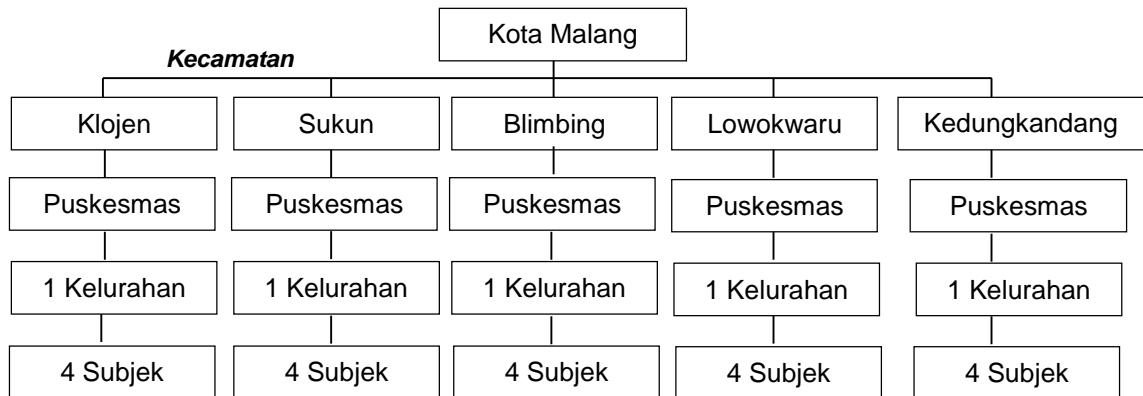 Kota Malang
Kecamatan
Klojen
Sukun
Blimbing
Lowokwaru
Kedungkandang
Puskesmas
Puskesmas
Puskesmas
Puskesmas
Puskesmas
1 Kelurahan
1 Kelurahan
1 Kelurahan
1 Kelurahan
1 Kelurahan
4 Subjek
4 Subjek
4 Subjek
4 Subjek
4 Subjek